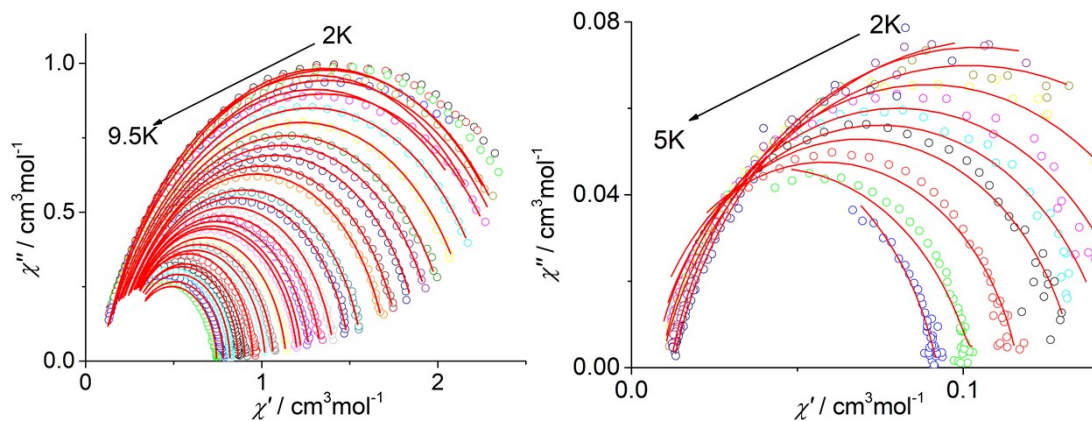 2K
9.5K
1.0
0.5
0.0
0
1
2
χ″ / cm³mol⁻¹
χ′ / cm³mol⁻¹
2K
5K
0.08
0.04
0.00
0.0
0.1
χ″ / cm³mol⁻¹
χ′ / cm³mol⁻¹